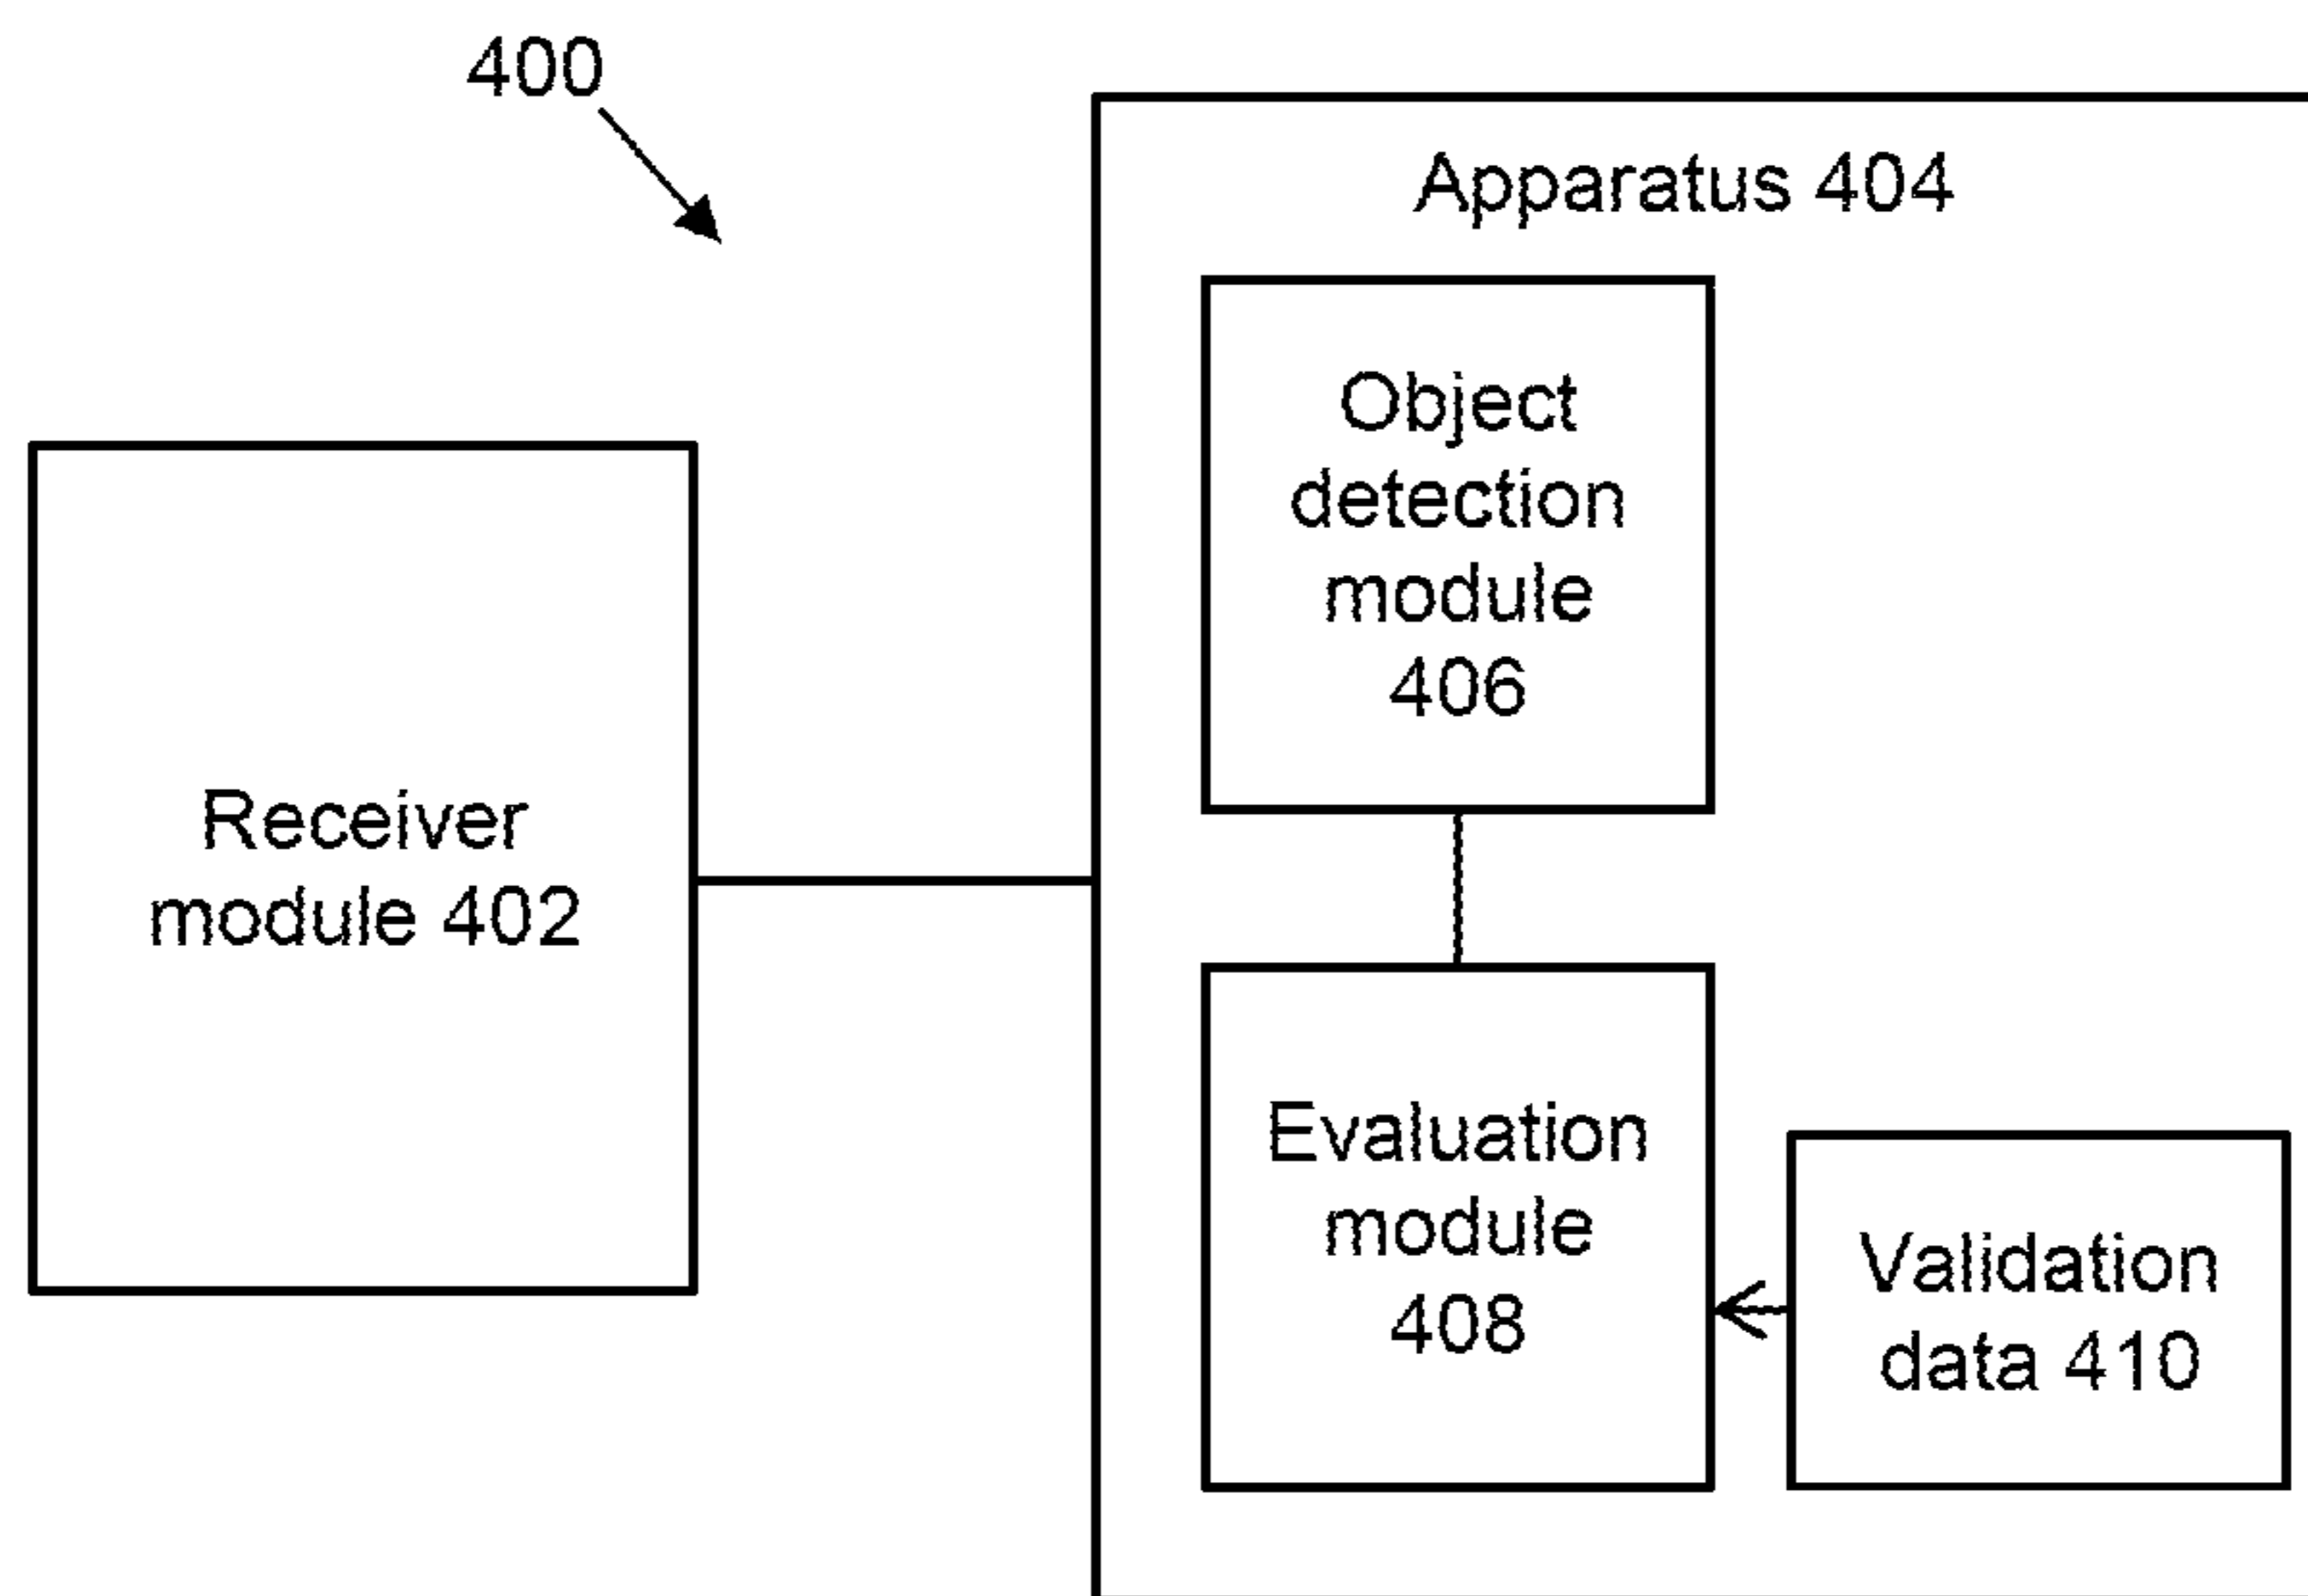 400
Apparatus 404
Object
detection
module
406
Receiver
module 402
Evaluation
module
408
Validation
data 410